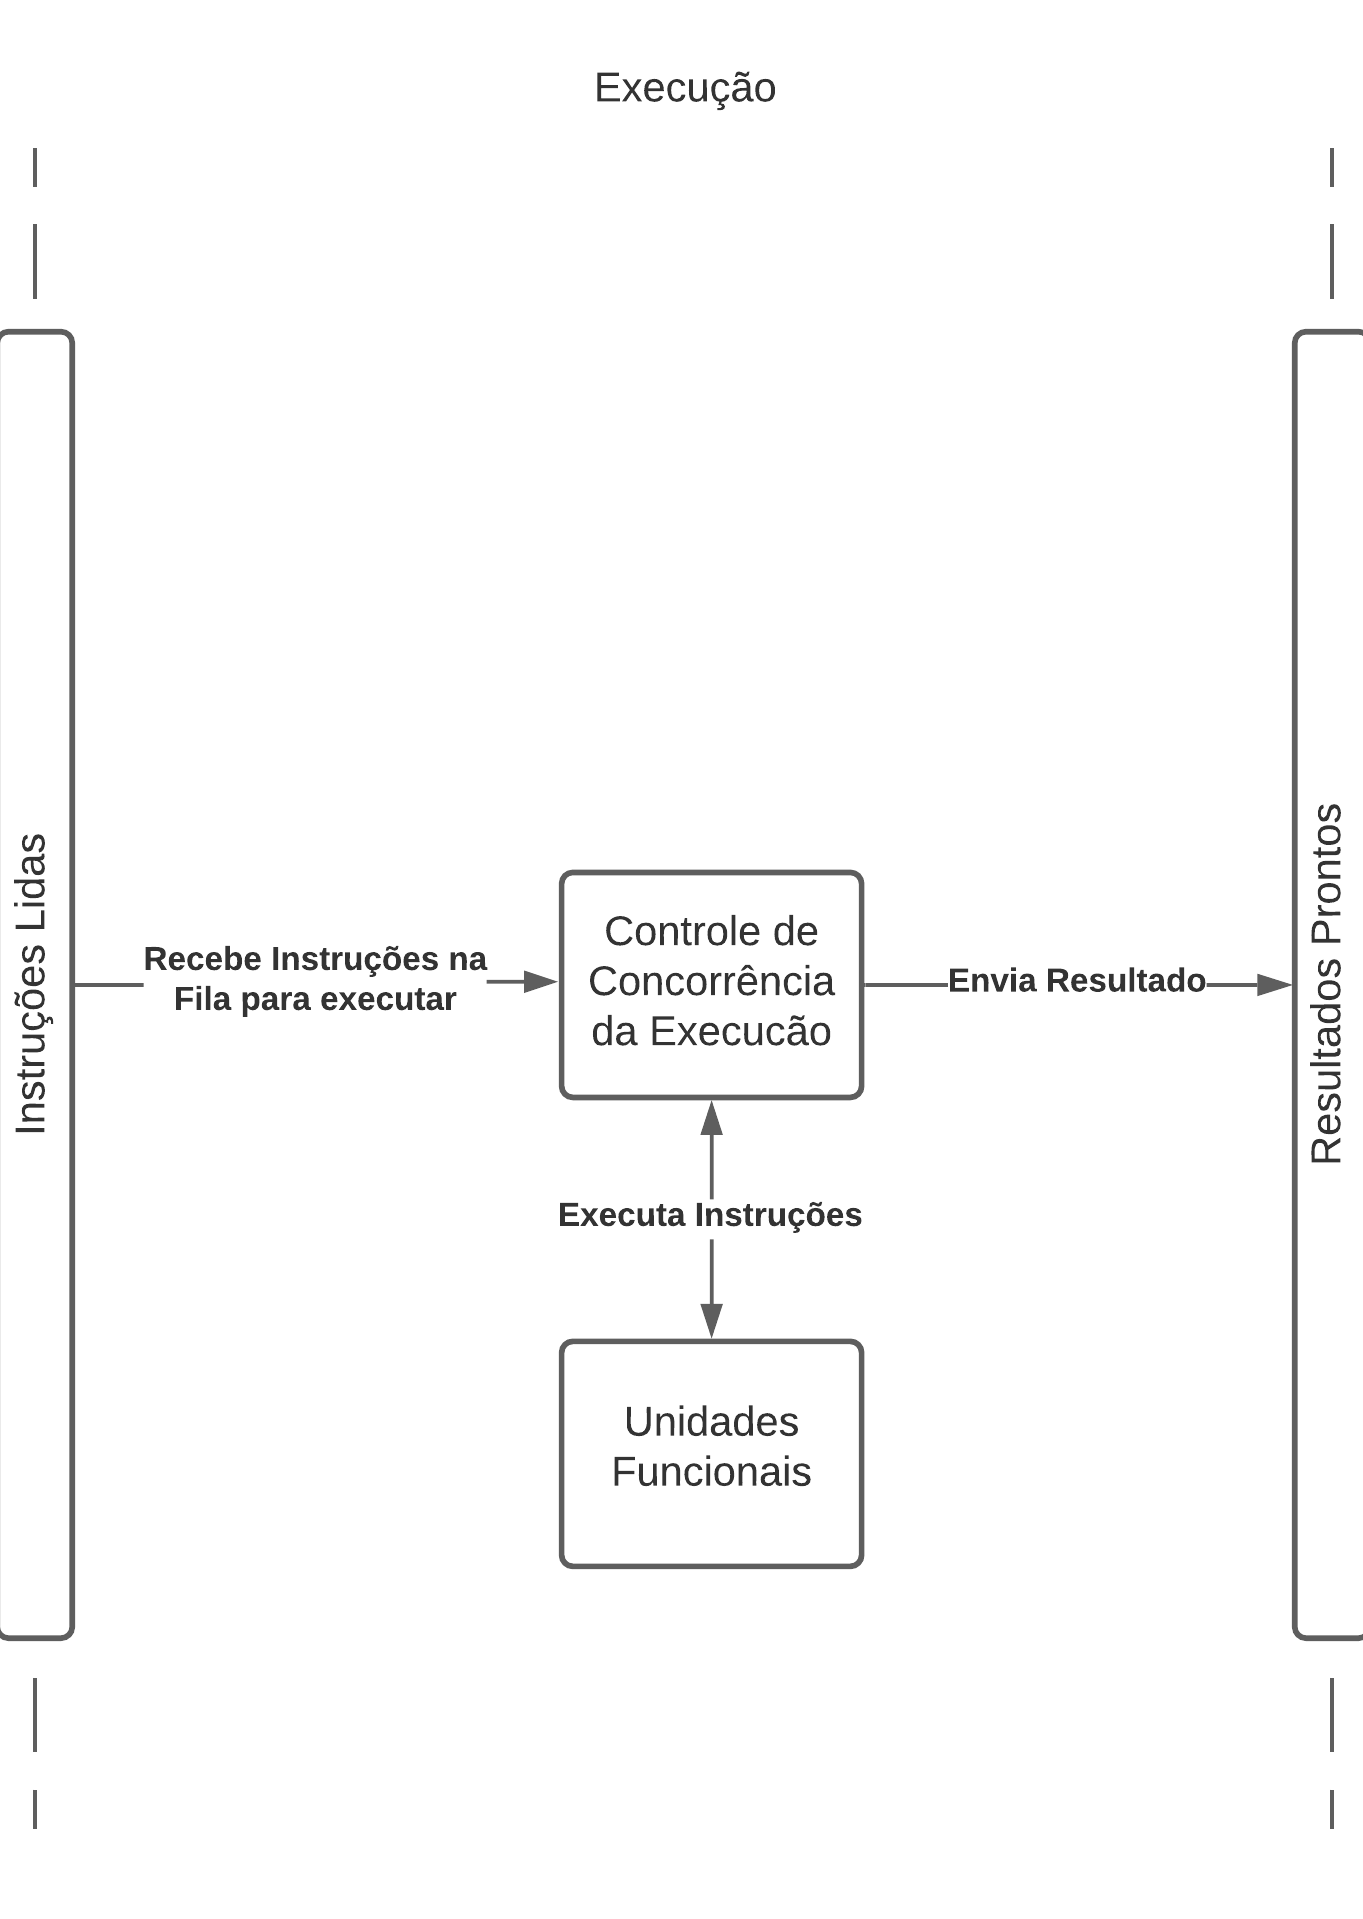 Execução
Instruções Lidas
Recebe Instruções na
Fila para executar
Controle de
Concorrência
da Execucão
Envia Resultado
Resultados Prontos
Executa Instruções
Unidades
Funcionais